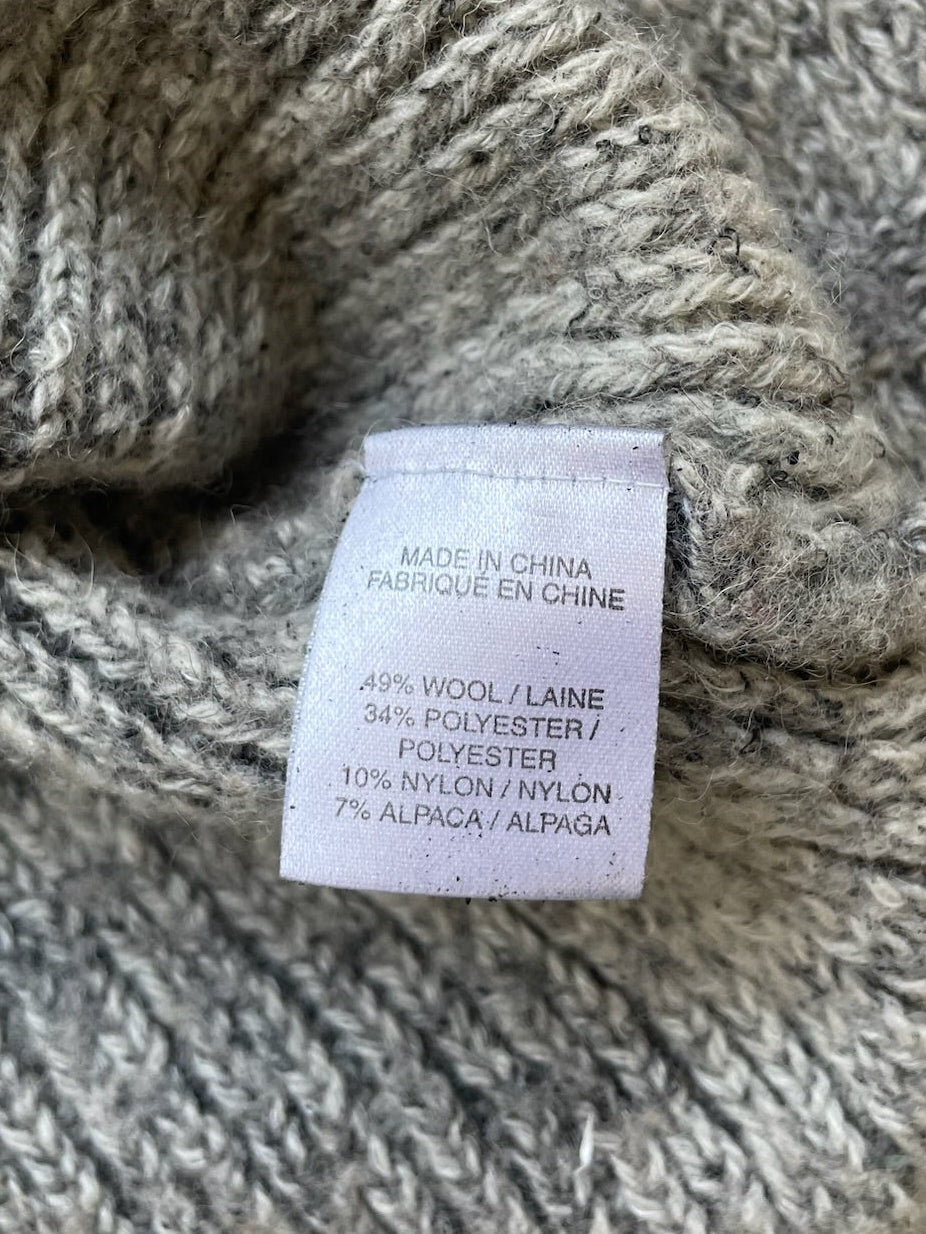 MADE IN CHINA
FABRIQUÉ EN CHINE
49% WOOL / LAINE
34% POLYESTER /
POLYESTER
10% NYLON / NYLON
7% ALPACA / ALPAGA